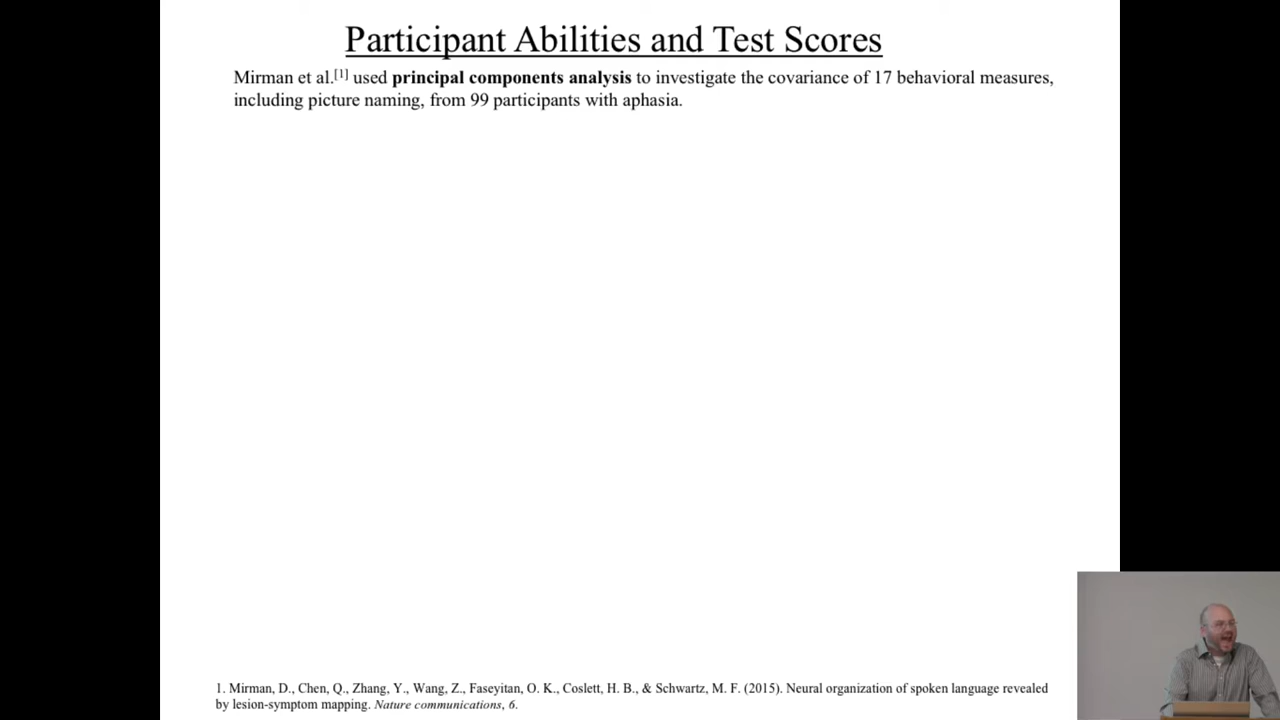 Participant Abilities and Test Scores
Mirman et al.[1] used principal components analysis to investigate the covariance of 17 behavioral measures,
including picture naming, from 99 participants with aphasia.
1. Mirman, D., Chen, Q., Zhang, Y., Wang, Z., Faseyitan, O. K., Coslett, H. B., & Schwartz, M. F. (2015). Neural organization of spoken language revealed
by lesion-symptom mapping. Nature communications, 6.